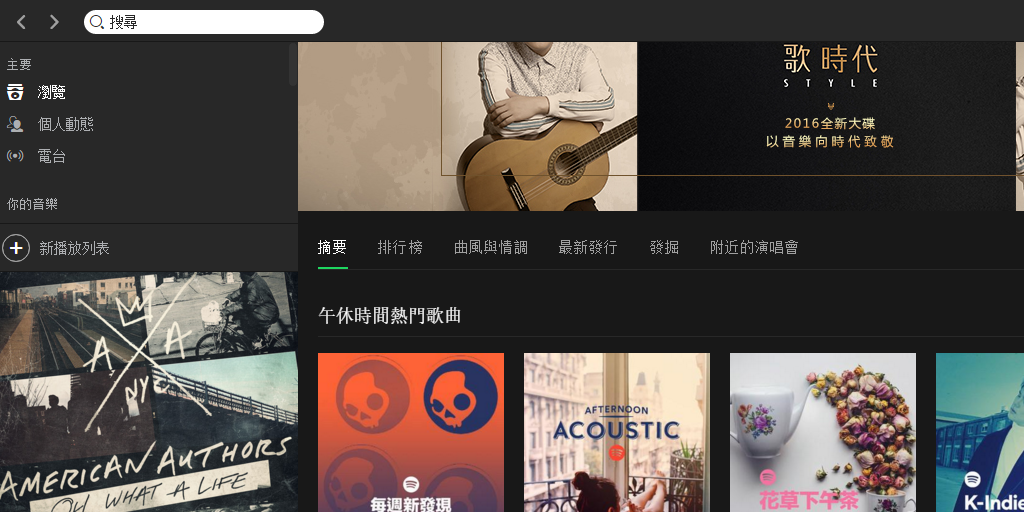 搜尋
主要
瀏覽
個人動態
電台
你的音樂
新播放列表
A A
NYC
AMERICAN AUTHORS
OH, WHAT A LIFE
歌 時代
STYLE
2016全新大碟
以音樂向時代致敬
摘要 排行榜 曲風與情調 最新發行 發掘 附近的演唱會
午休時間熱門歌曲
每週新發現
AFTERNOON
ACOUSTIC
花草下午茶
K-Indie